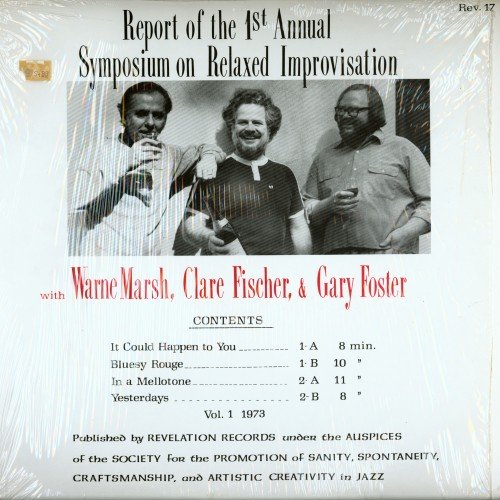 Rev. 17
Report of the 1st Annual
Symposium on Relaxed Improvisation
with Warne Marsh, Clare Fischer, & Gary Foster
CONTENTS
It Could Happen to You 1-A 8 min.
Bluesy Rouge 1-B 10 "
In a Mellotone 2-A 11 "
Yesterdays 2-B 8 "
Vol. 1 1973
Published by REVELATION RECORDS under the AUSPICES
of the SOCIETY for the PROMOTION of SANITY, SPONTANEITY,
CRAFTSMANSHIP, and ARTISTIC CREATIVITY in JAZZ